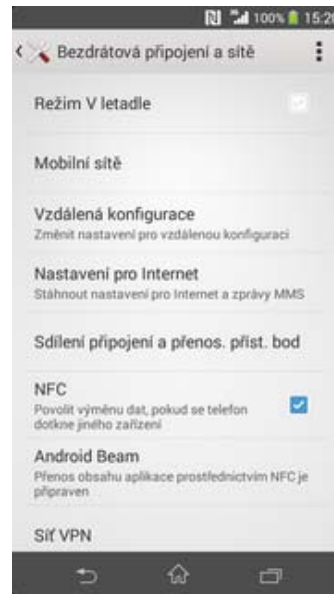 100% 15:20
Bezdrátová připojení a sítě
Režim V letadle
Mobilní sítě
Vzdálená konfigurace
Změnit nastavení pro vzdálenou konfiguraci
Nastavení pro Internet
Stáhnout nastavení pro Internet a zprávy MMS
Sdílení připojení a přenos. příst. bod
NFC
Povolit výměnu dat, pokud se telefon
dotkne jiného zařízení
Android Beam
Přenos obsahu aplikace prostřednictvím NFC je
připraven
Síť VPN